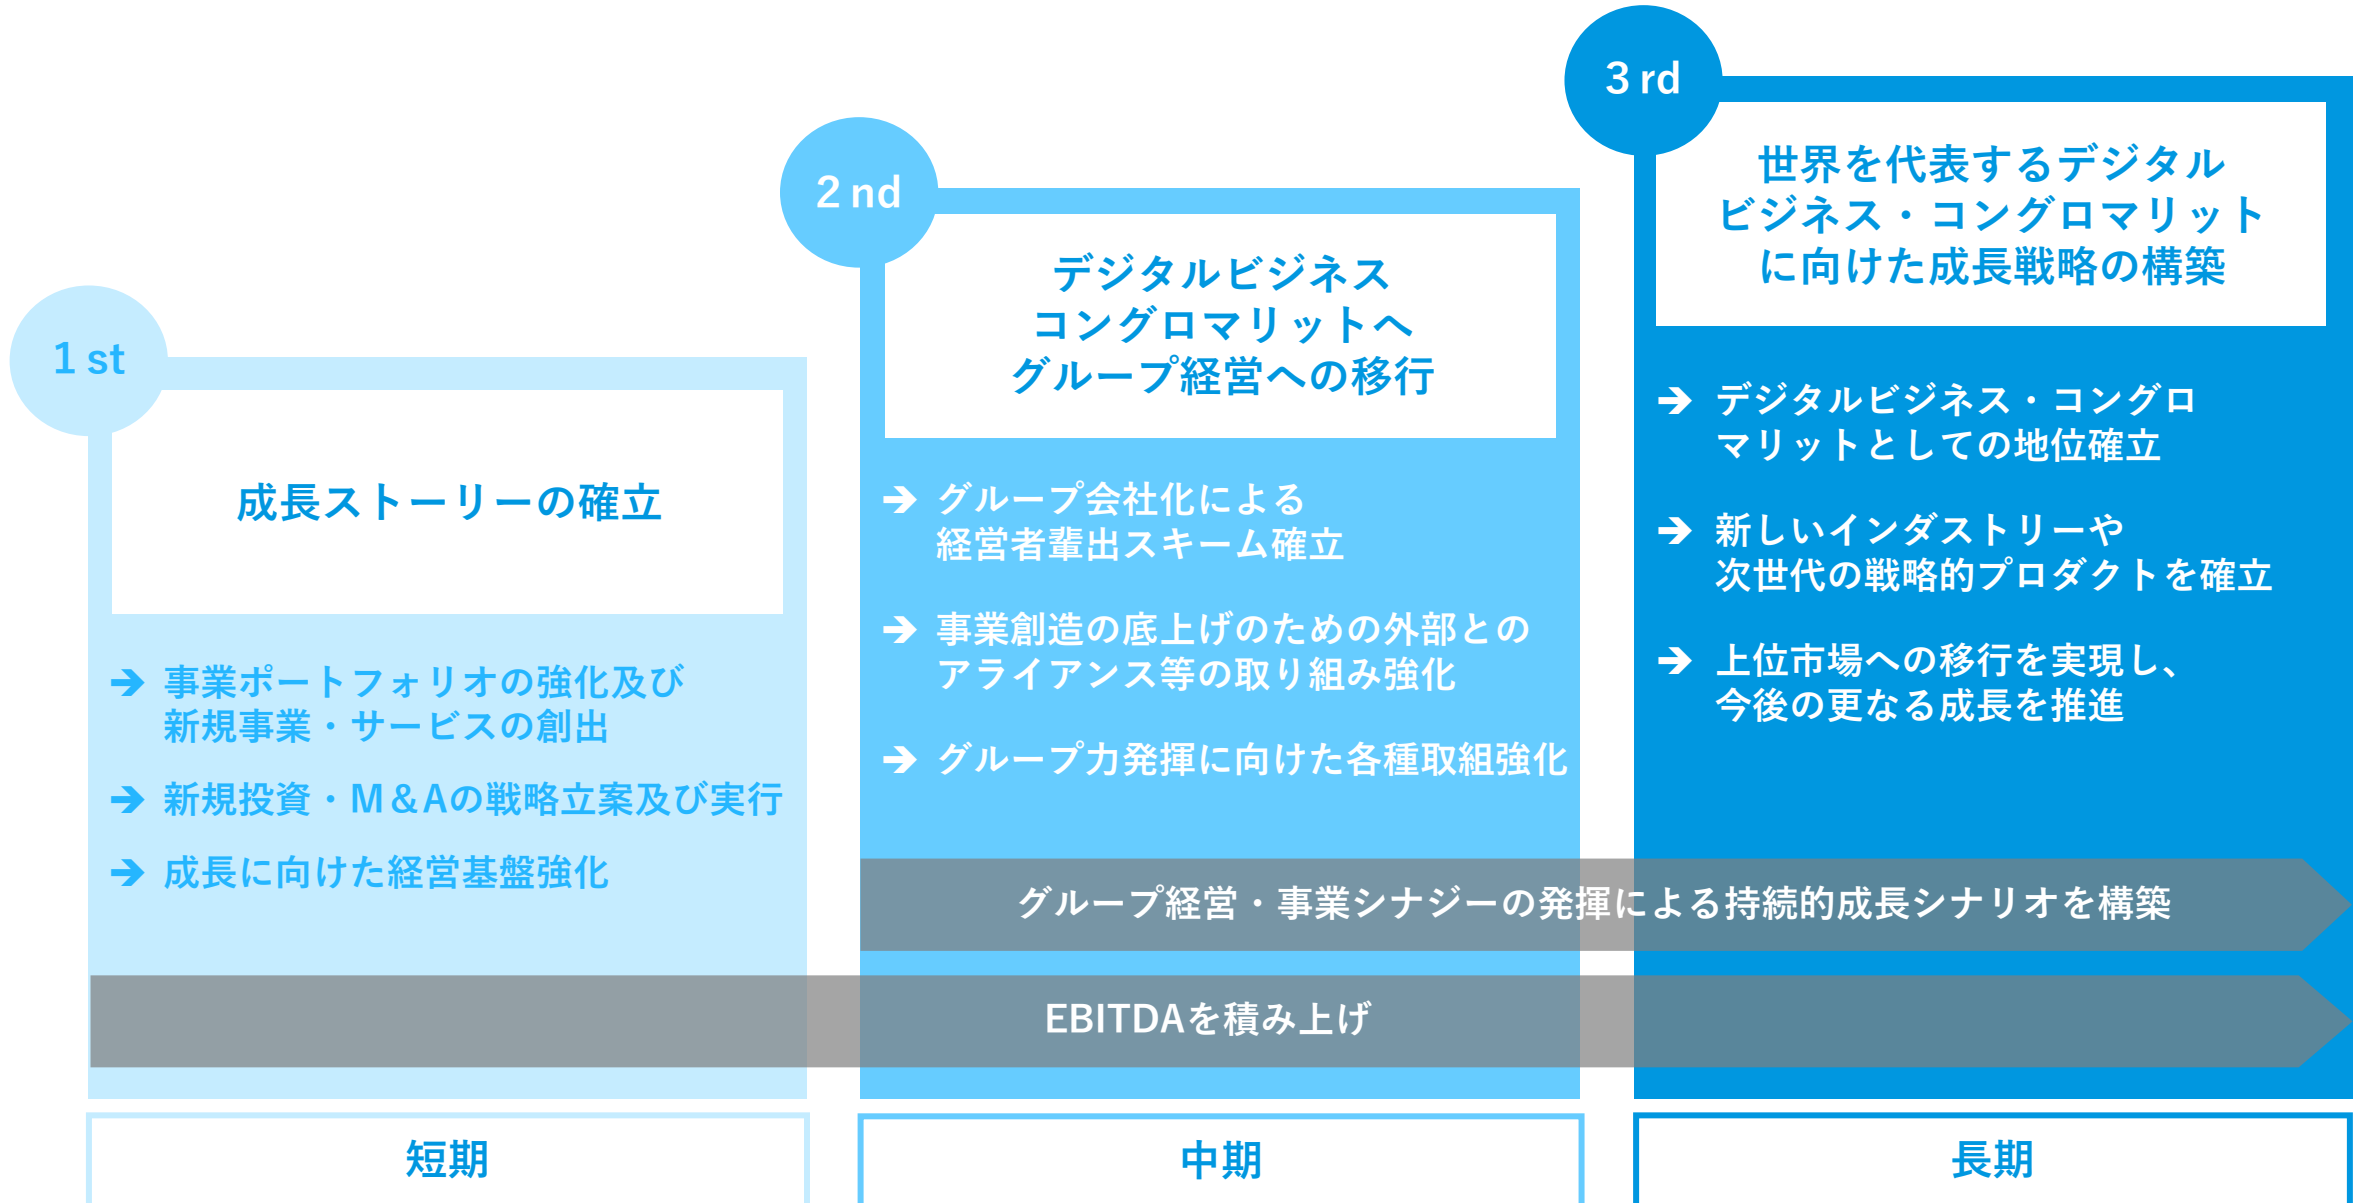 1 st
成長ストーリーの確立
➔ 事業ポートフォリオの強化及び
新規事業・サービスの創出
➔ 新規投資・M＆Aの戦略立案及び実行
➔ 成長に向けた経営基盤強化
2 nd
デジタルビジネス
コングロマリットへ
グループ経営への移行
➔ グループ会社化による
経営者輩出スキーム確立
➔ 事業創造の底上げのための外部との
アライアンス等の取り組み強化
➔ グループ力発揮に向けた各種取組強化
3 rd
世界を代表するデジタル
ビジネス・コングロマリット
に向けた成長戦略の構築
➔ デジタルビジネス・コングロ
マリットとしての地位確立
➔ 新しいインダストリーや
次世代の戦略的プロダクトを確立
➔ 上位市場への移行を実現し、
今後の更なる成長を推進
グループ経営・事業シナジーの発揮による持続的成長シナリオを構築
EBITDAを積み上げ
短期
中期
長期